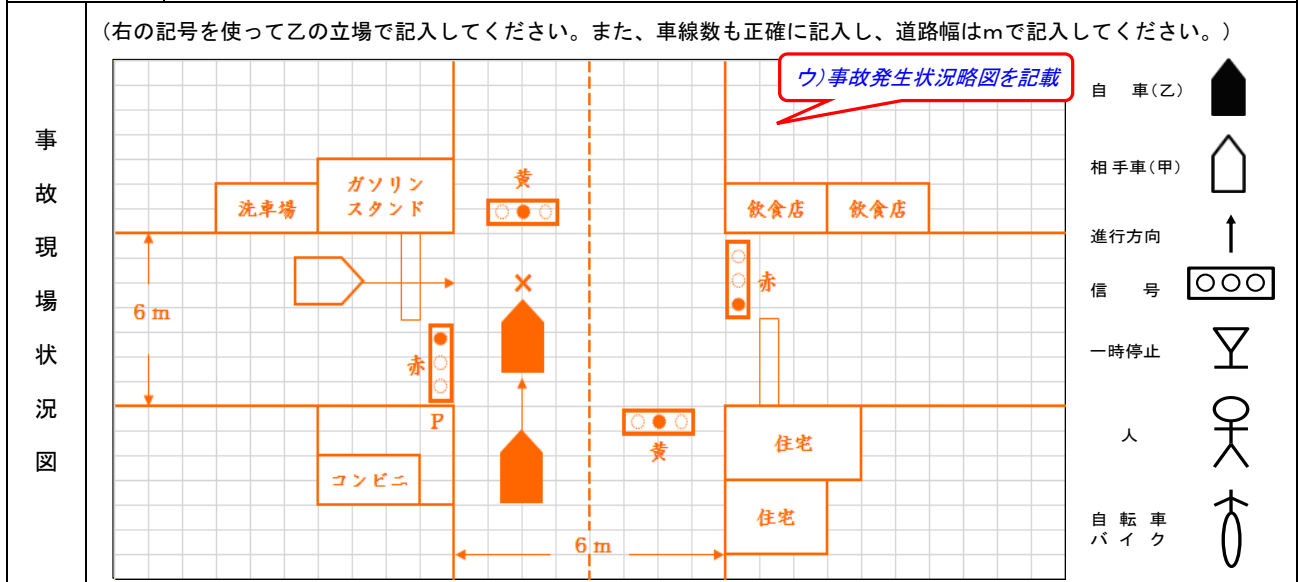 (右の記号を使って乙の立場で記入してください。また、車線数も正確に記入し、道路幅はmで記入してください。)
ウ)事故発生状況略図を記載
事故現場状況図
黄
ガソリン
スタンド
洗車場
飲食店
飲食店
赤
6 m
赤
P
黄
住宅
コンビニ
住宅
6 m
自 車(乙)
相手車(甲)
進行方向
信 号
一時停止
人
自転車
バイク